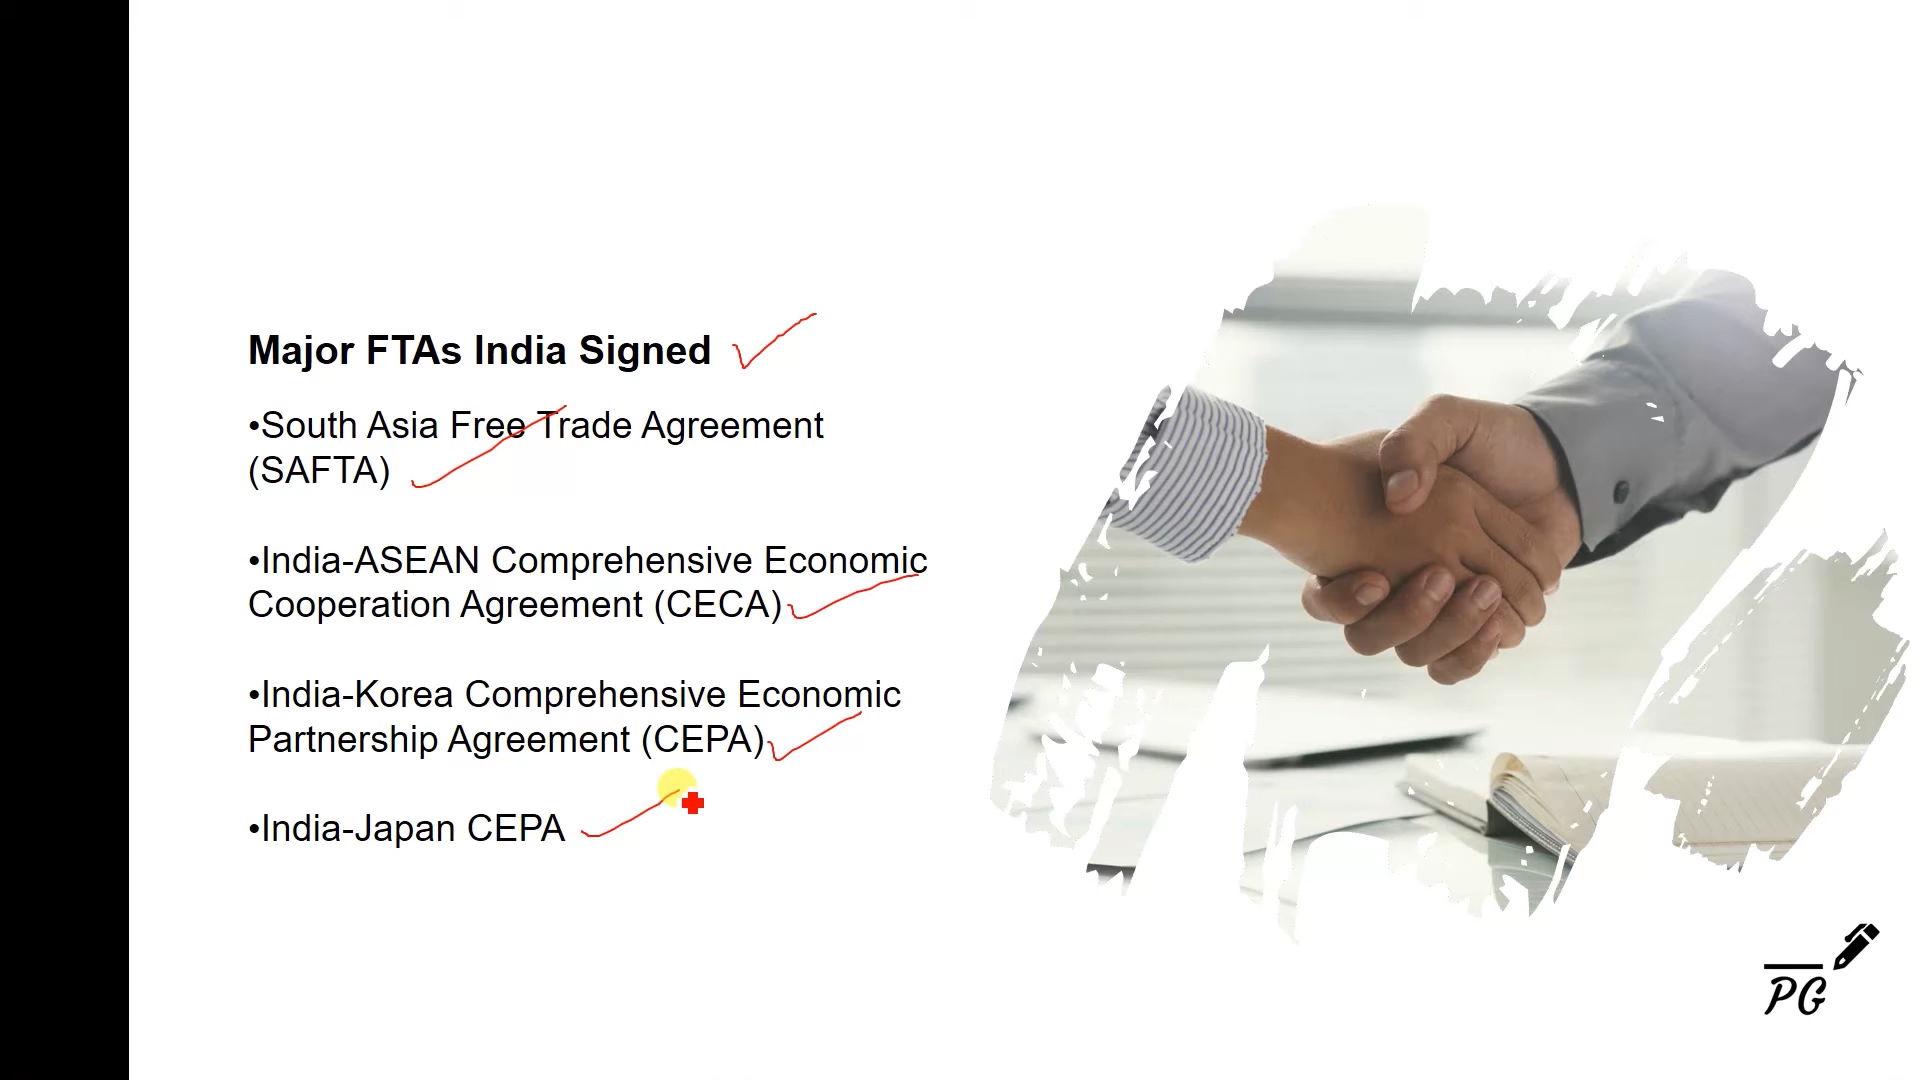 Major FTAs India Signed
•South Asia Free Trade Agreement
(SAFTA)
•India-ASEAN Comprehensive Economic
Cooperation Agreement (CECA)
•India-Korea Comprehensive Economic
Partnership Agreement (CEPA)
•India-Japan CEPA
PG